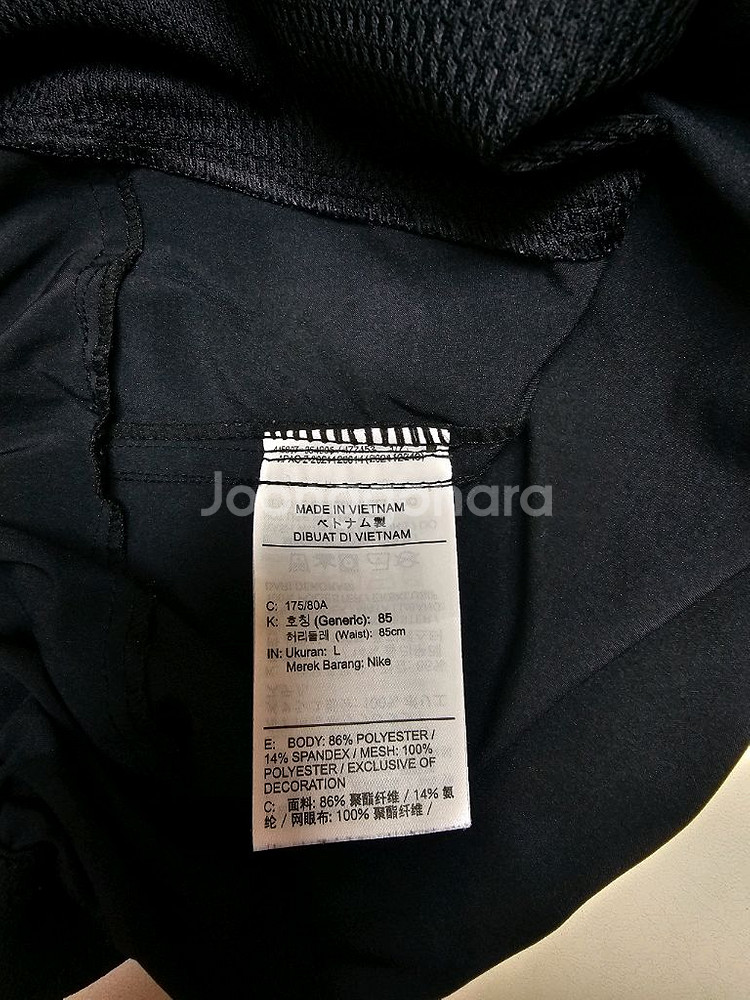 Joongonara
MADE IN VIETNAM
ベトナム製
DIBUAT DI VIETNAM
C: 175/80A
K: 호칭 (Generic): 85
허리둘레 (Waist): 85cm
IN: Ukuran: L
Merek Barang: Nike
E: BODY: 86% POLYESTER /
14% SPANDEX / MESH: 100%
POLYESTER / EXCLUSIVE OF
DECORATION
C: 面料: 86% 聚酯纤维 / 14% 氨
纶 / 网眼布: 100% 聚酯纤维 /